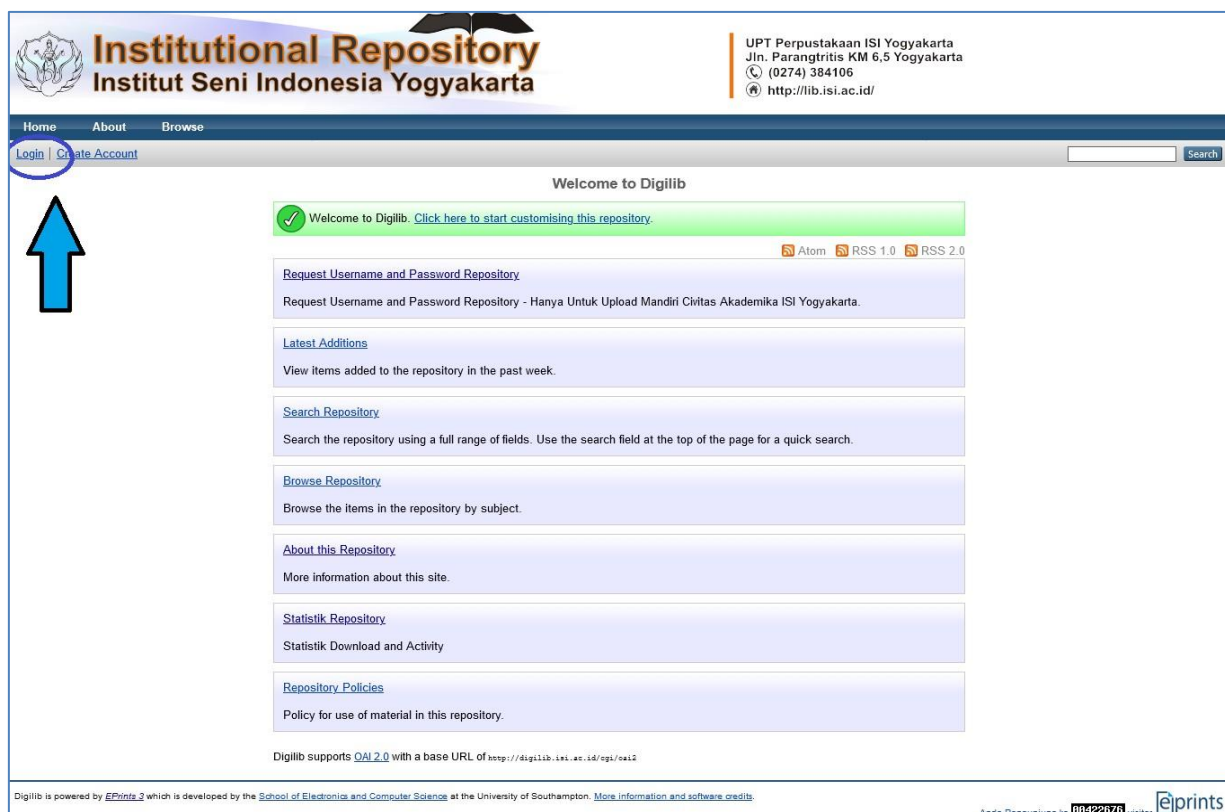 Institutional Repository
Institut Seni Indonesia Yogyakarta
UPT Perpustakaan ISI Yogyakarta
Jln. Parangtritis KM 6,5 Yogyakarta
(0274) 384106
http://lib.isi.ac.id/
Home About Browse
Login | Create Account
Search
Welcome to Digilib
Welcome to Digilib. Click here to start customising this repository.
Atom RSS 1.0 RSS 2.0
Request Username and Password Repository
Request Username and Password Repository - Hanya Untuk Upload Mandiri Civitas Akademika ISI Yogyakarta.
Latest Additions
View items added to the repository in the past week.
Search Repository
Search the repository using a full range of fields. Use the search field at the top of the page for a quick search.
Browse Repository
Browse the items in the repository by subject.
About this Repository
More information about this site.
Statistik Repository
Statistik Download and Activity
Repository Policies
Policy for use of material in this repository.
Digilib supports OAI 2.0 with a base URL of http://digilib.isi.ac.id/cgi/oai2
Digilib is powered by EPrints 3 which is developed by the School of Electronics and Computer Science at the University of Southampton. More information and software credits.
00422676
eprints